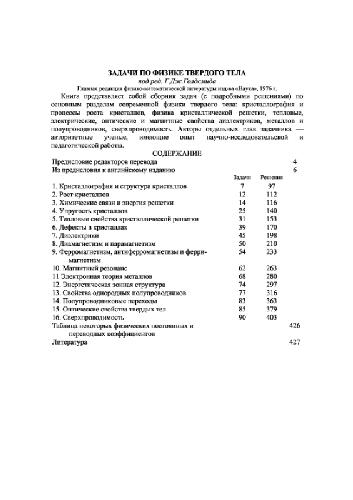 ЗАДАЧИ ПО ФИЗИКЕ ТВЕРДОГО ТЕЛА
под ред. Г.Дж. Голдсмида
Главная редакция физико-математической литературы изд-ва «Наука», 1976 г.
Книга представляет собой сборник задач (с подробными решениями) по
основным разделам современной физики твердого тела: кристаллография и
процессы роста кристаллов, физика кристаллической решетки, тепловые,
электрические, оптические и магнитные свойства диэлектриков, металлов и
полупроводников, сверхпроводимость. Авторы отдельных глав задачника —
авторитетные ученые, имеющие опыт научно-исследовательской и
педагогической работы.
СОДЕРЖАНИЕ
Предисловие редакторов перевода 4
Из предисловия к английскому изданию 6
Задачи Решения
1. Кристаллография и структура кристаллов 7 97
2. Рост кристаллов 12 112
3. Химические связи и энергия решетки 14 116
4. Упругость кристаллов 25 140
5. Тепловые свойства кристаллической решетки 31 153
6. Дефекты в кристаллах 39 170
7. Диэлектрики 45 198
8. Диамагнетизм и парамагнетизм 50 210
9. Ферромагнетизм, антиферромагнетизм и ферри- 54 233
магнетизм
10. Магнитный резонанс 62 263
11 Электронная теория металлов 68 280
12. Энергетическая зонная структура 74 297
13. Свойства однородных полупроводников 77 316
14. Полупроводниковые переходы 82 363
15. Оптические свойства твердых тел 85 379
16. Сверхпроводимость 90 403
Таблица некоторых физических постоянных и 426
переводных коэффициентов
Литература 427